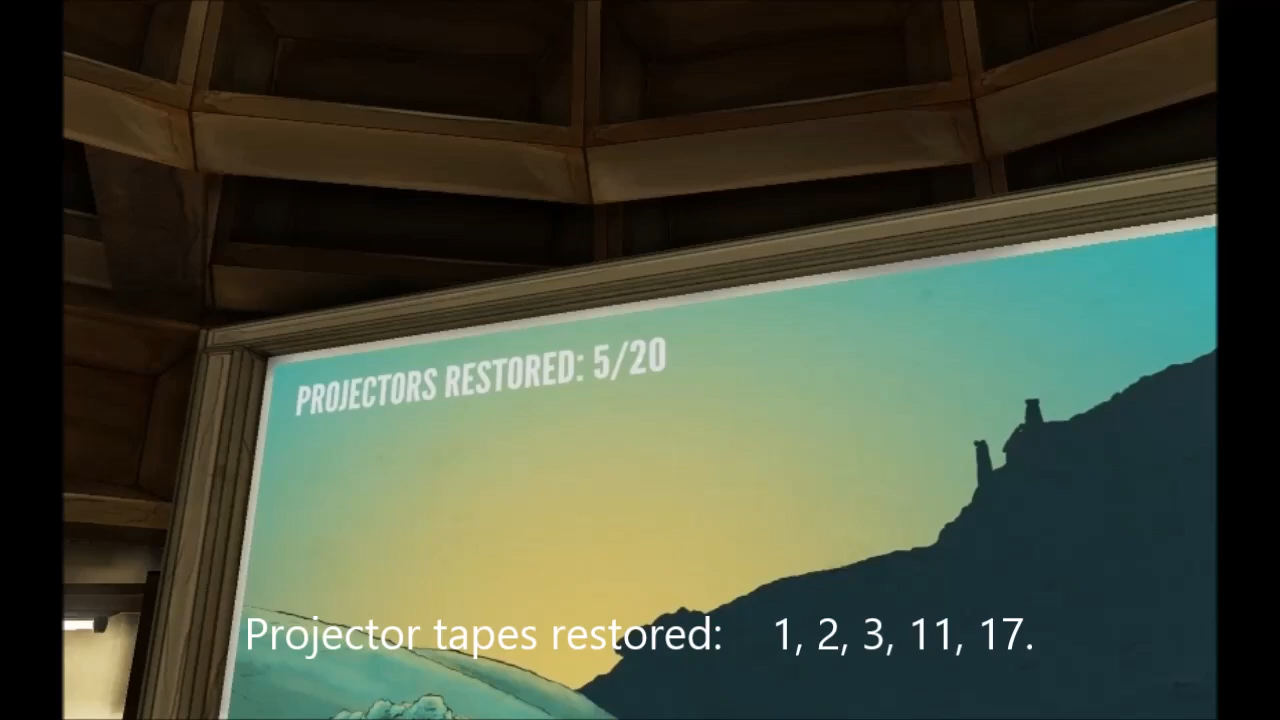 PROJECTORS RESTORED: 5/20
Projector tapes restored: 1, 2, 3, 11, 17.